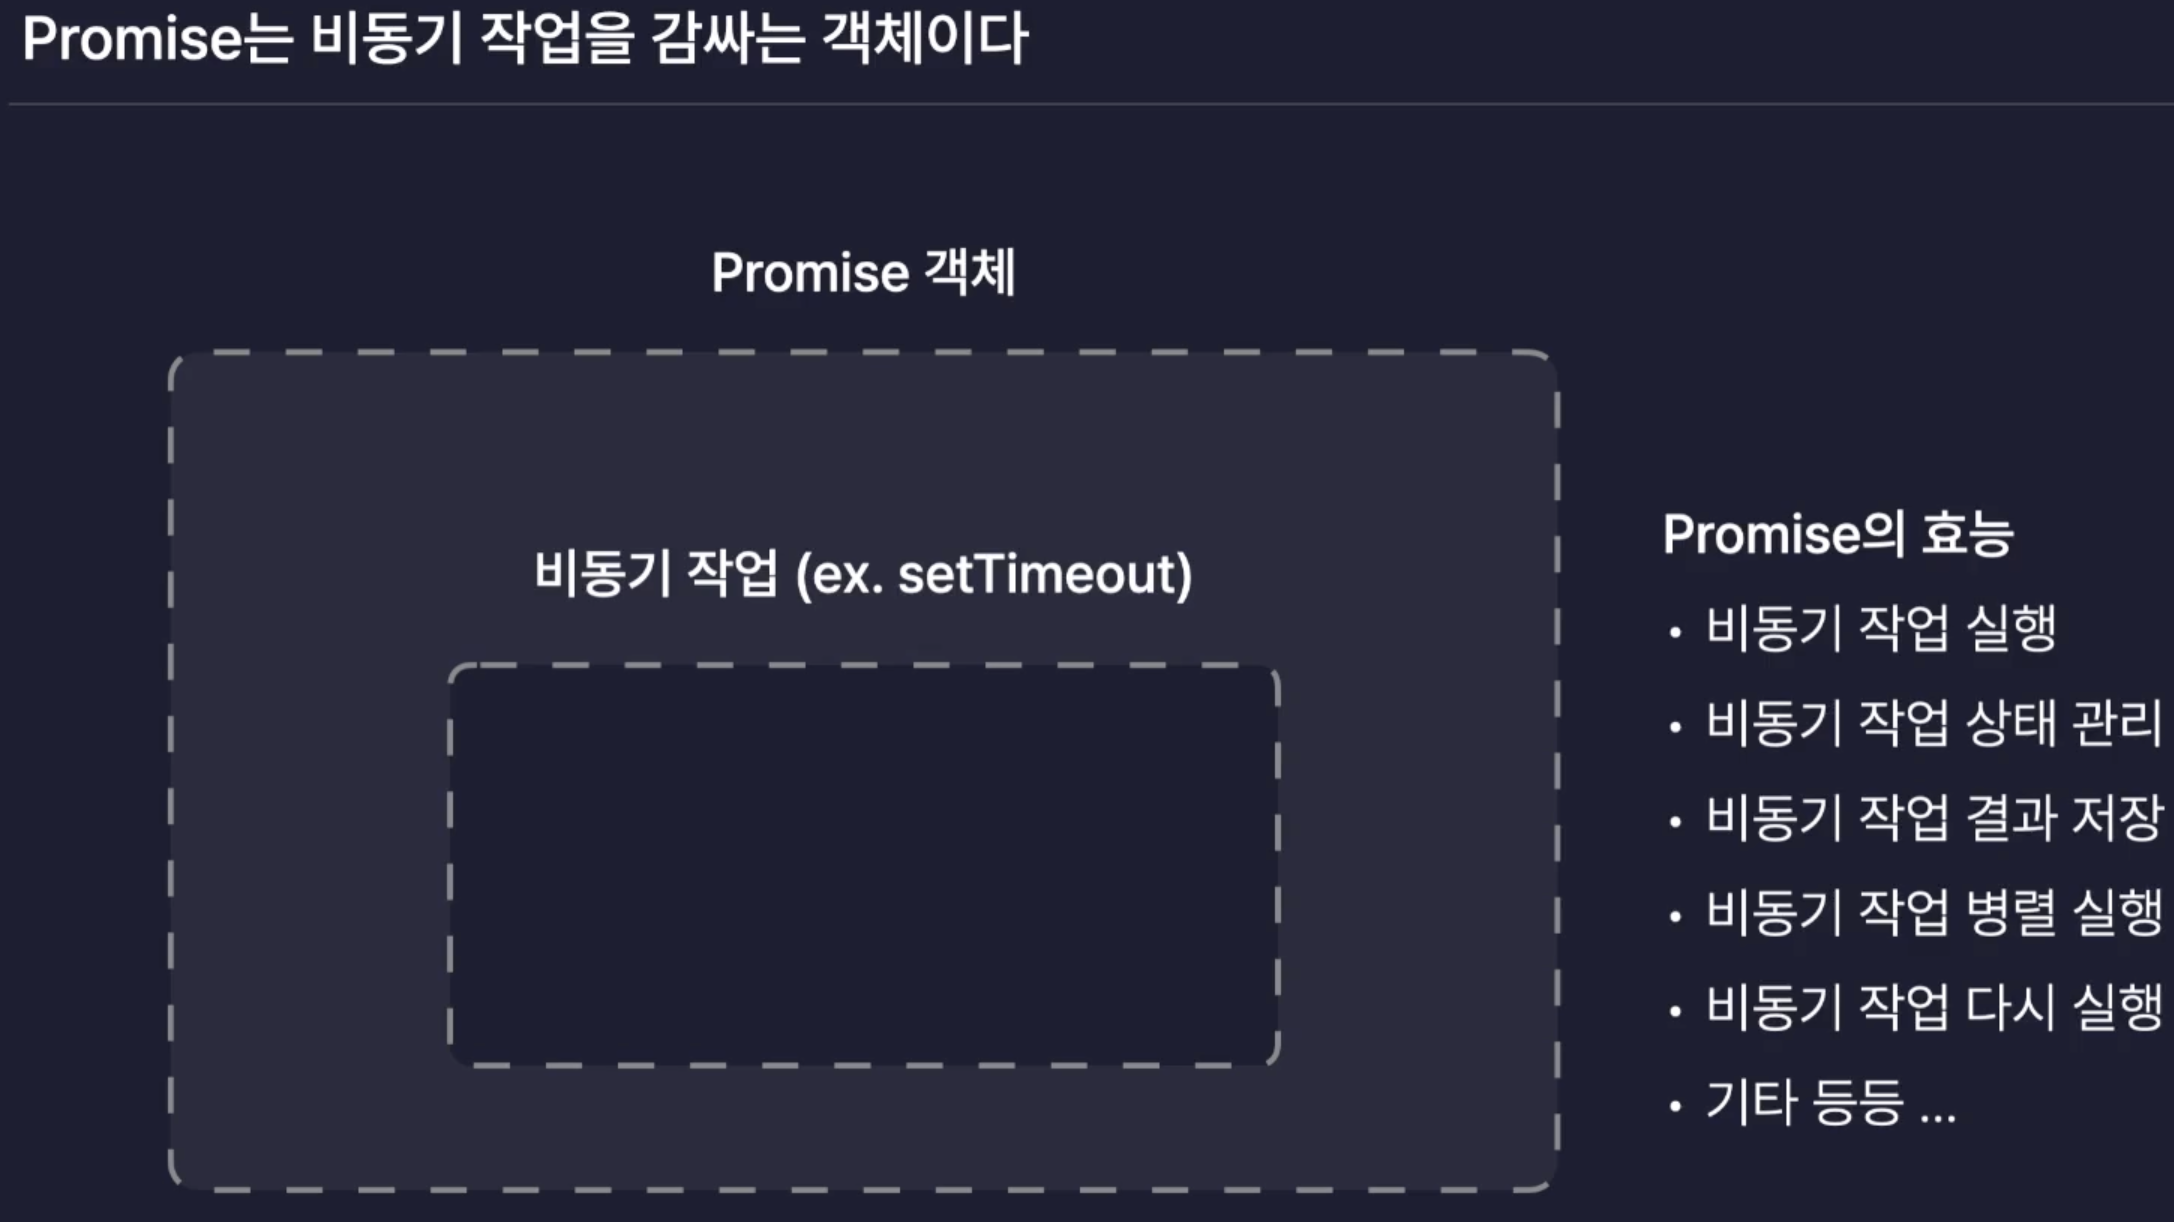 Promise는 비동기 작업을 감싸는 객체이다
Promise 객체
비동기 작업 (ex. setTimeout)
Promise의 효능
• 비동기 작업 실행
• 비동기 작업 상태 관리
• 비동기 작업 결과 저장
• 비동기 작업 병렬 실행
• 비동기 작업 다시 실행
• 기타 등등 ...